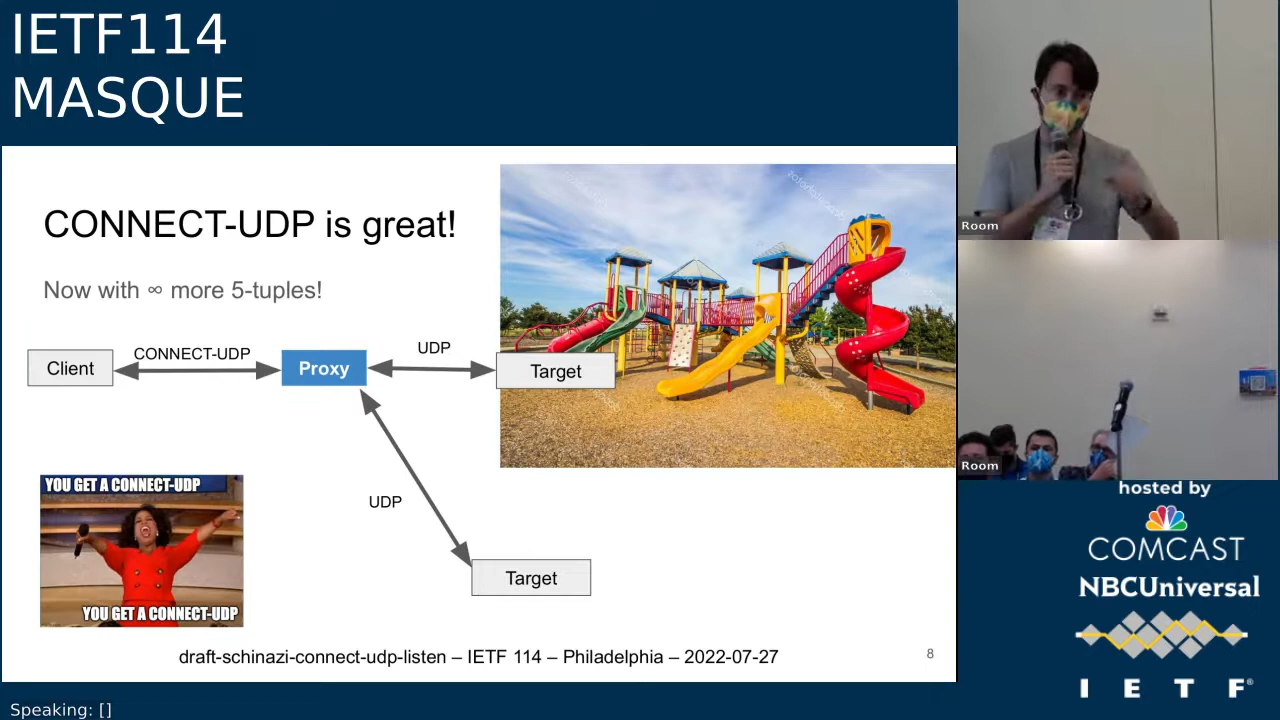 IETF114
MASQUE
CONNECT-UDP is great!
Now with ∞ more 5-tuples!
Client
CONNECT-UDP
Proxy
UDP
Target
UDP
Target
YOU GET A CONNECT-UDP
YOU GET A CONNECT-UDP
draft-schinazi-connect-udp-listen – IETF 114 – Philadelphia – 2022-07-27
8
Speaking: []
Room
Room
hosted by
COMCAST
NBCUniversal
I E T F®